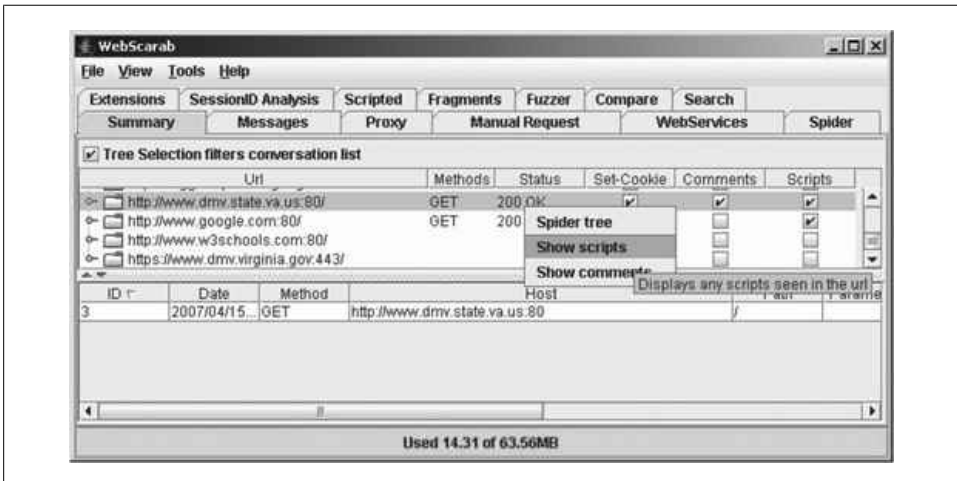 WebScarab
File View Tools Help
Extensions SessionID Analysis Scripted Fragments Fuzzer Compare Search
Summary Messages Proxy Manual Request WebServices Spider
Tree Selection filters conversation list
Url Methods Status Set-Cookie Comments Scripts
http://www.dmv.state.va.us:80/ GET 200 OK
http://www.google.com:80/ GET 200
http://www.w3schools.com:80/
https://www.dmv.virginia.gov:443/
Spider tree
Show scripts
Show comments
Displays any scripts seen in the url
ID Date Method Host Path
3 2007/04/15... GET http://www.dmv.state.va.us:80 /
Used 14.31 of 63.56MB